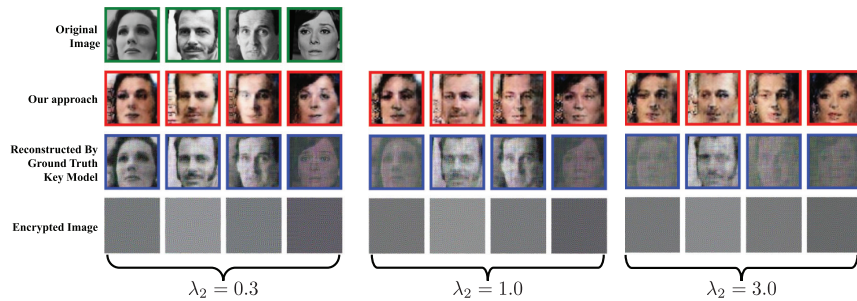 Original
Image
Our approach
Reconstructed By
Ground Truth
Key Model
Encrypted Image
λ₂ = 0.3
λ₂ = 1.0
λ₂ = 3.0